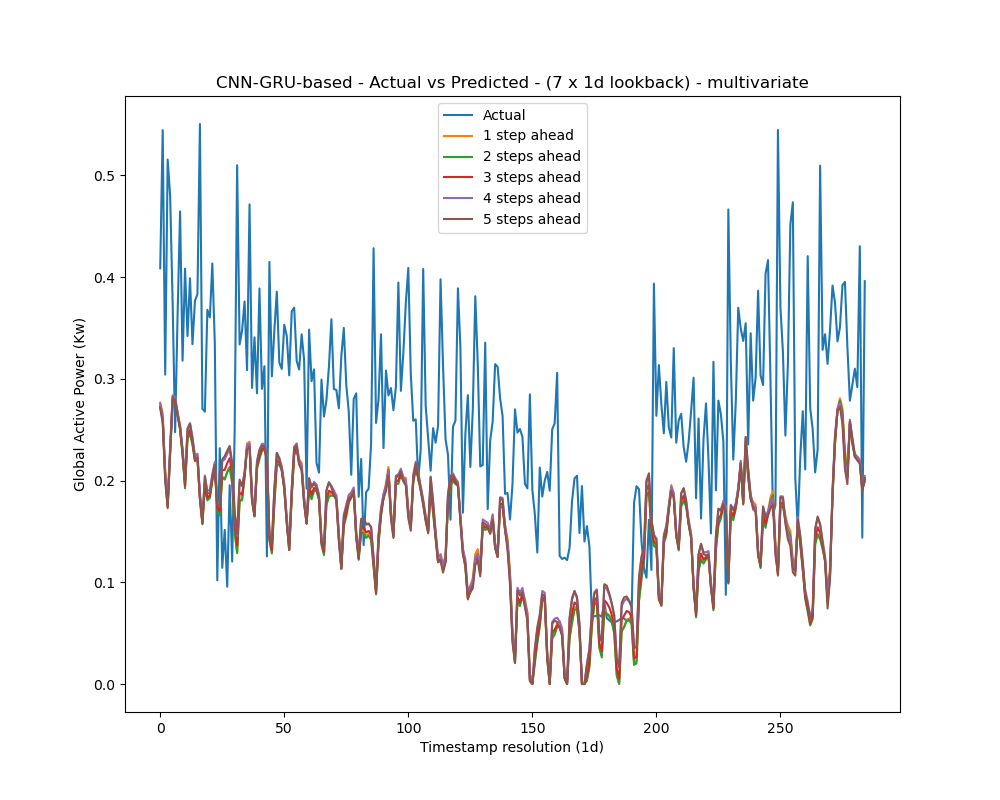 CNN-GRU-based - Actual vs Predicted - (7 x 1d lookback) - multivariate
Actual
1 step ahead
2 steps ahead
3 steps ahead
4 steps ahead
5 steps ahead
Global Active Power (Kw)
0.5
0.4
0.3
0.2
0.1
0.0
0
50
100
150
200
250
Timestamp resolution (1d)